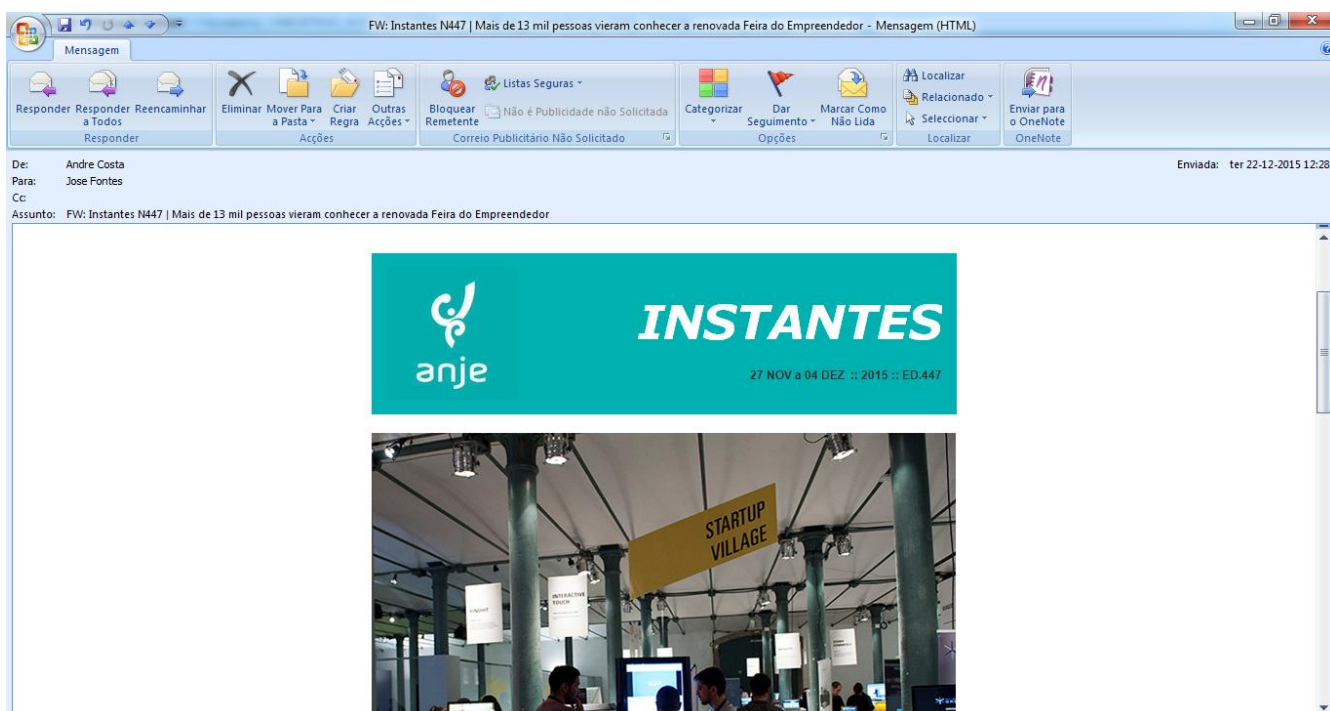 FW: Instantes N447 | Mais de 13 mil pessoas vieram conhecer a renovada Feira do Empreendedor - Mensagem (HTML)
Mensagem
Responder
Responder a Todos
Reencaminhar
Responder
Eliminar
Mover Para a Pasta
Criar Regra
Outras Acções
Acções
Bloquear Remetente
Listas Seguras
Não é Publicidade não Solicitada
Correio Publicitário Não Solicitado
Categorizar
Dar Seguimento
Marcar Como Não Lida
Opções
Localizar
Relacionado
Seleccionar
Localizar
Enviar para o OneNote
OneNote
De: Andre Costa
Enviada: ter 22-12-2015 12:28
Para: Jose Fontes
Cc:
Assunto: FW: Instantes N447 | Mais de 13 mil pessoas vieram conhecer a renovada Feira do Empreendedor
anje
INSTANTES
27 NOV a 04 DEZ :: 2015 :: ED.447
STARTUP
VILLAGE
INTERACTIVE
TOUCH